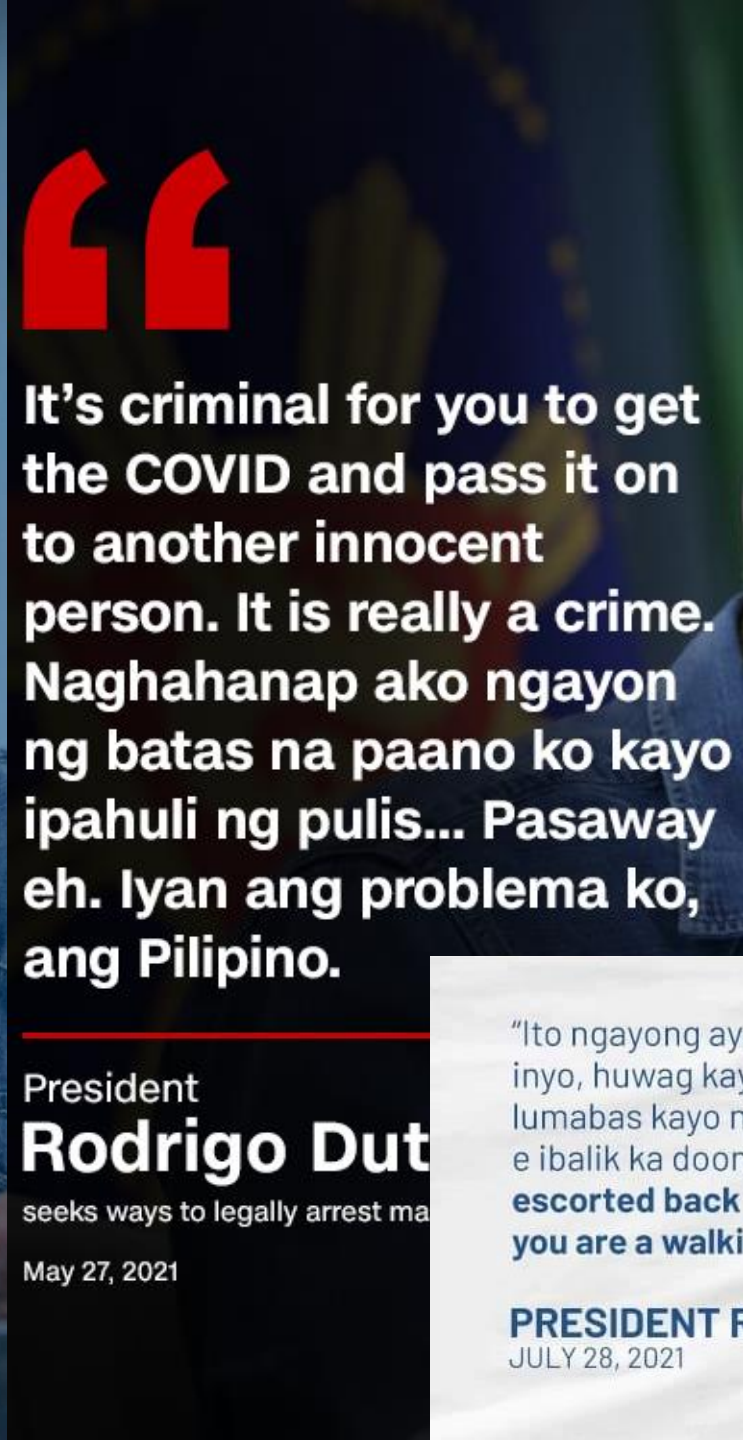 “
It’s criminal for you to get
the COVID and pass it on
to another innocent
person. It is really a crime.
Naghahanap ako ngayon
ng batas na paano ko kayo
ipahuli ng pulis... Pasaway
eh. Iyan ang problema ko,
ang Pilipino.
President
Rodrigo Dut
seeks ways to legally arrest ma
May 27, 2021
“Ito ngayong ay
inyo, huwag kay
lumabas kayo n
e ibalik ka door
escorted back
you are a walki
PRESIDENT R
JULY 28, 2021